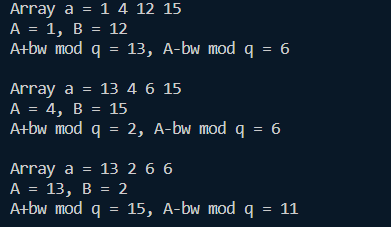 Array a = 1 4 12 15
A = 1, B = 12
A+bw mod q = 13, A-bw mod q = 6
Array a = 13 4 6 15
A = 4, B = 15
A+bw mod q = 2, A-bw mod q = 6
Array a = 13 2 6 6
A = 13, B = 2
A+bw mod q = 15, A-bw mod q = 11